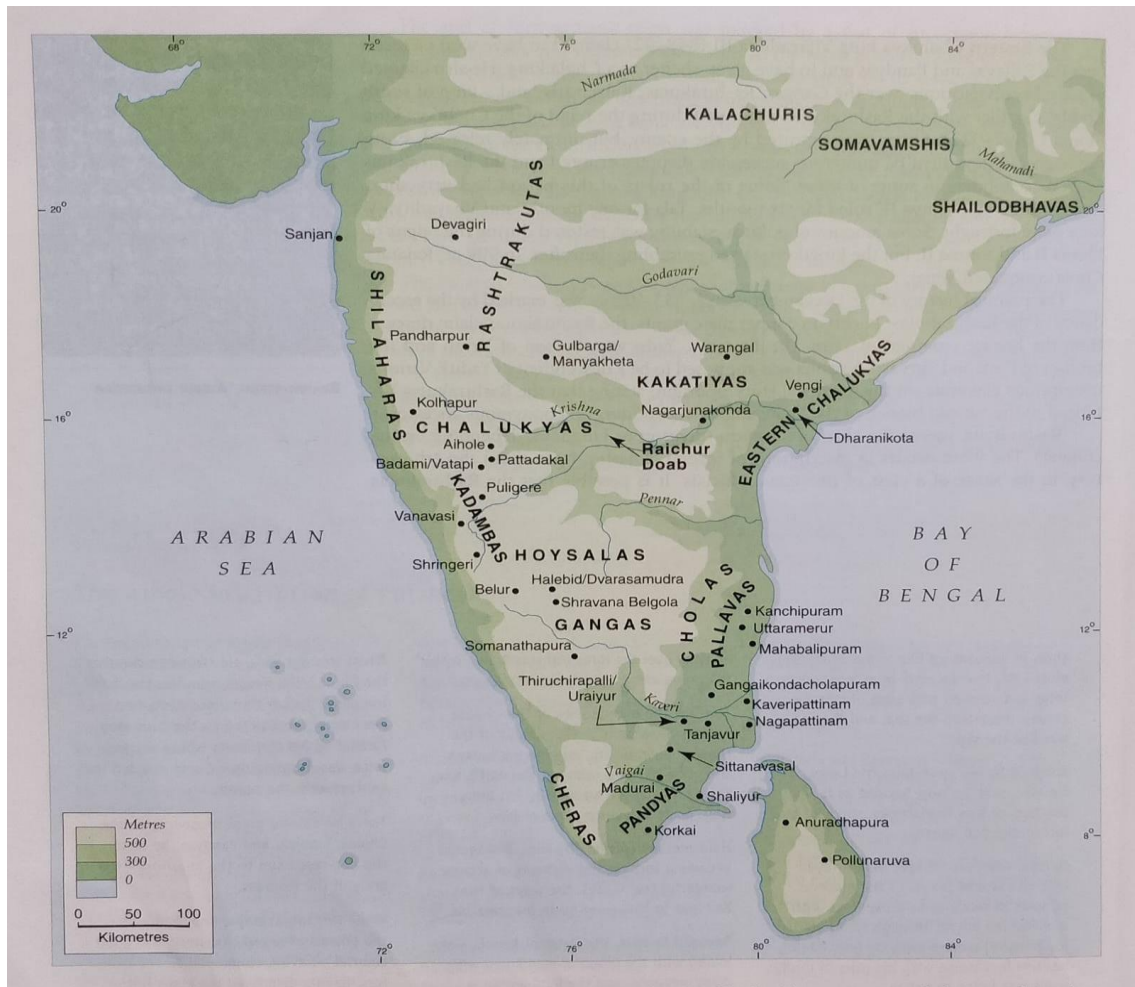 68°
72°
76°
80°
84°
Narmada
KALACHURIS
SOMAVAMSHIS
Mahanadi
SHAILODBHAVAS
20°
20°
Sanjan
Devagiri
RASHTRAKUTAS
Godavari
SHILAHARAS
Pandharpur
Gulbarga/
Manyakheta
Warangal
KAKATIYAS
Vengi
EASTERN CHALUKYAS
Kolhapur
Krishna
Nagarjunakonda
16°
16°
CHALUKYAS
Dharanikota
Aihole
Raichur
Doab
Badami/Vatapi
Pattadakal
Puligere
KADAMBAS
Pennar
Vanavasi
ARABIAN
SEA
BAY
OF
BENGAL
HOYSALAS
Shringeri
Halebid/Dvarasamudra
Belur
Shravana Belgola
CHOLAS
PALLAVAS
Kanchipuram
GANGAS
Uttaramerur
12°
12°
Somanathapura
Mahabalipuram
Thiruchirapalli/
Uraiyur
Gangaikondacholapuram
Kaveri
Kaveripattinam
Nagapattinam
Tanjavur
Sittanavasal
Vaigai
Madurai
CHERAS
PANDYAS
Shaliyur
Korkai
Anuradhapura
8°
Pollunaruva
Metres
500
300
0
0 50 100
Kilometres
72°
76°
80°
84°